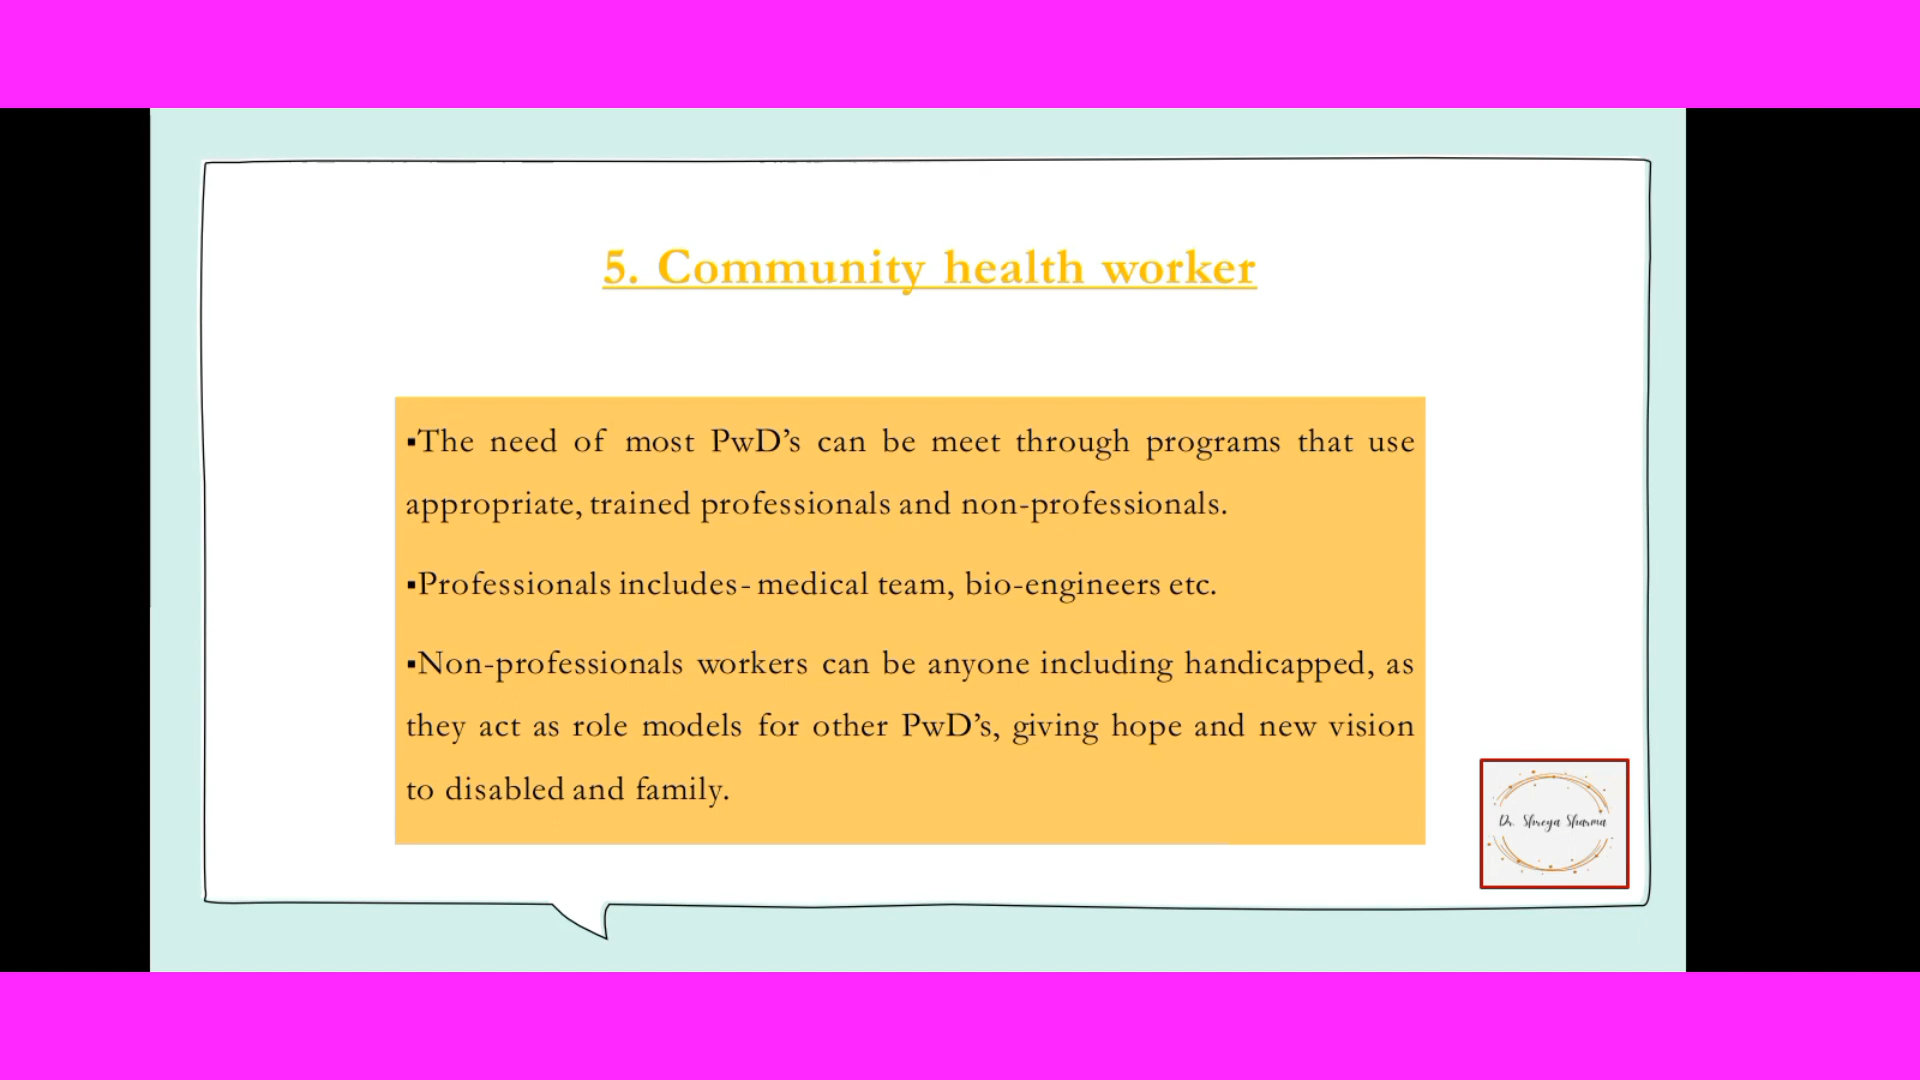 5. Community health worker
▪The need of most PwD’s can be meet through programs that use
appropriate, trained professionals and non-professionals.
▪Professionals includes- medical team, bio-engineers etc.
▪Non-professionals workers can be anyone including handicapped, as
they act as role models for other PwD’s, giving hope and new vision
to disabled and family.
Dr. Shreya Sharma